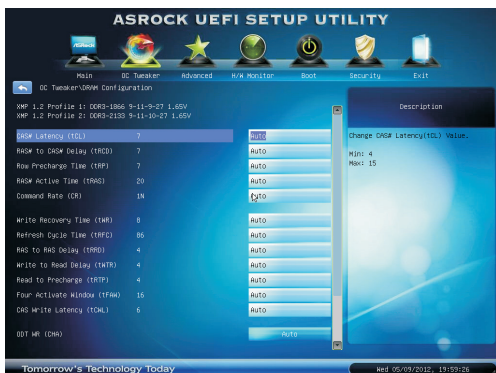 ASROCK UEFI SETUP UTILITY
ASRock
Main
OC Tweaker
Advanced
H/W Monitor
Boot
Security
Exit
OC Tweaker\DRAM Configuration
XMP 1.2 Profile 1: DDR3-1866 9-11-9-27 1.65V
XMP 1.2 Profile 2: DDR3-2133 9-11-10-27 1.65V
CAS# Latency (tCL) 7 Auto
RAS# to CAS# Delay (tRCD) 7 Auto
Row Precharge Time (tRP) 7 Auto
RAS# Active Time (tRAS) 20 Auto
Command Rate (CR) 1N Auto
Write Recovery Time (tWR) 8 Auto
Refresh Cycle Time (tRFC) 86 Auto
RAS to RAS Delay (tRRD) 4 Auto
Write to Read Delay (tWTR) 4 Auto
Read to Precharge (tRTP) 4 Auto
Four Activate Window (tFAW) 16 Auto
CAS Write Latency (tCWL) 6 Auto
ODT WR (CHA) Auto
Description
Change CAS# Latency(tCL) Value.
Min: 4
Max: 15
Tomorrow's Technology Today
Wed 05/09/2012, 19:59:26